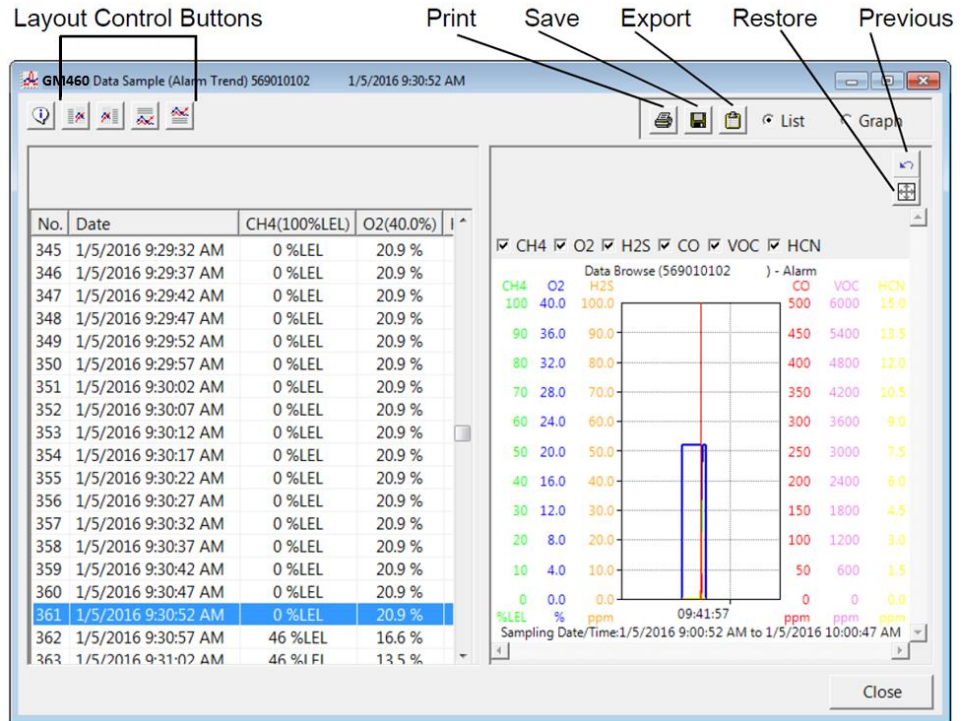 Layout Control Buttons Print Save Export Restore Previous
GM460 Data Sample (Alarm Trend) 569010102 1/5/2016 9:30:52 AM
List Graph
No. Date CH4(100%LEL) O2(40.0%)
345 1/5/2016 9:29:32 AM 0 %LEL 20.9 %
346 1/5/2016 9:29:37 AM 0 %LEL 20.9 %
347 1/5/2016 9:29:42 AM 0 %LEL 20.9 %
348 1/5/2016 9:29:47 AM 0 %LEL 20.9 %
349 1/5/2016 9:29:52 AM 0 %LEL 20.9 %
350 1/5/2016 9:29:57 AM 0 %LEL 20.9 %
351 1/5/2016 9:30:02 AM 0 %LEL 20.9 %
352 1/5/2016 9:30:07 AM 0 %LEL 20.9 %
353 1/5/2016 9:30:12 AM 0 %LEL 20.9 %
354 1/5/2016 9:30:17 AM 0 %LEL 20.9 %
355 1/5/2016 9:30:22 AM 0 %LEL 20.9 %
356 1/5/2016 9:30:27 AM 0 %LEL 20.9 %
357 1/5/2016 9:30:32 AM 0 %LEL 20.9 %
358 1/5/2016 9:30:37 AM 0 %LEL 20.9 %
359 1/5/2016 9:30:42 AM 0 %LEL 20.9 %
360 1/5/2016 9:30:47 AM 0 %LEL 20.9 %
361 1/5/2016 9:30:52 AM 0 %LEL 20.9 %
362 1/5/2016 9:30:57 AM 46 %LEL 16.6 %
363 1/5/2016 9:31:02 AM 46 %LEL 13.5 %
CH4 O2 H2S CO VOC HCN
Data Browse (569010102 ) - Alarm
CH4 O2 H2S CO VOC HCN
100 40.0 100.0 500 6000 15.0
90 36.0 90.0 450 5400 13.5
80 32.0 80.0 400 4800 12.0
70 28.0 70.0 350 4200 10.5
60 24.0 60.0 300 3600 9.0
50 20.0 50.0 250 3000 7.5
40 16.0 40.0 200 2400 6.0
30 12.0 30.0 150 1800 4.5
20 8.0 20.0 100 1200 3.0
10 4.0 10.0 50 600 1.5
0 0.0 0.0 0 0 0.0
%LEL % ppm 09:41:57 ppm ppm ppm
Sampling Date/Time:1/5/2016 9:00:52 AM to 1/5/2016 10:00:47 AM
Close